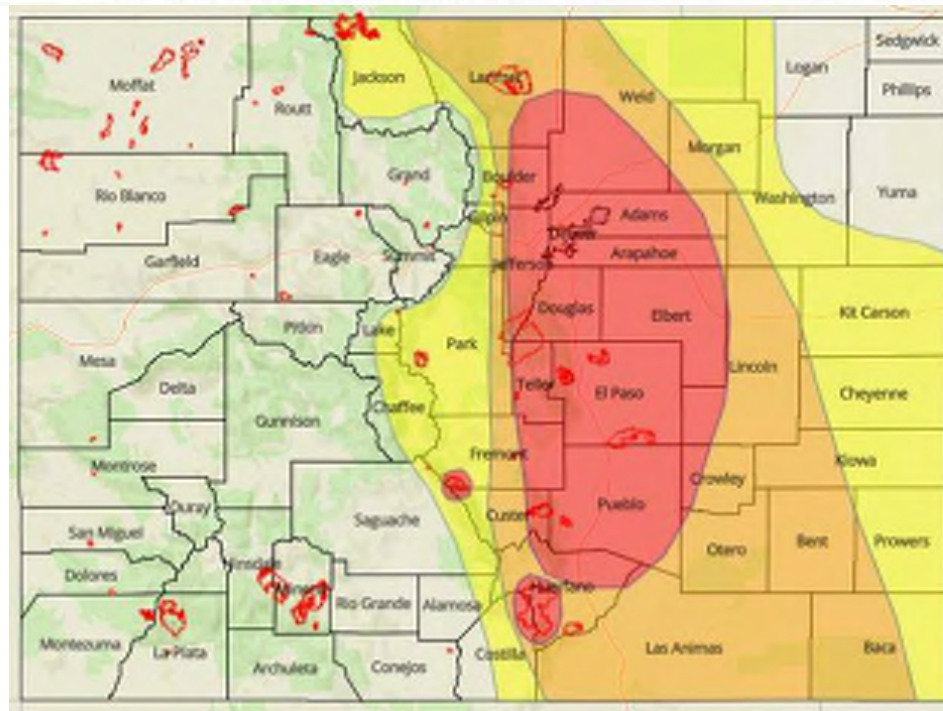 Sedgwick
Logan
Jackson
Moffat
Larimer
Phillips
Weld
Routt
Morgan
Grand
Boulder
Rio Blanco
Washington
Yuma
Gilpin
Adams
Arapahoe
Eagle
Summit
Garfield
Jefferson
Douglas
Kit Carson
Elbert
Pitkin
Lake
Park
Mesa
Lincoln
Teller
El Paso
Delta
Cheyenne
Chaffee
Gunnison
Fremont
Kiowa
Montrose
Crowley
Pueblo
Ouray
Custer
Saguache
San Miguel
Prowers
Bent
Otero
Hinsdale
Dolores
Huerfano
Mineral
Rio Grande
Alamosa
Montezuma
La Plata
Las Animas
Baca
Costilla
Archuleta
Conejos